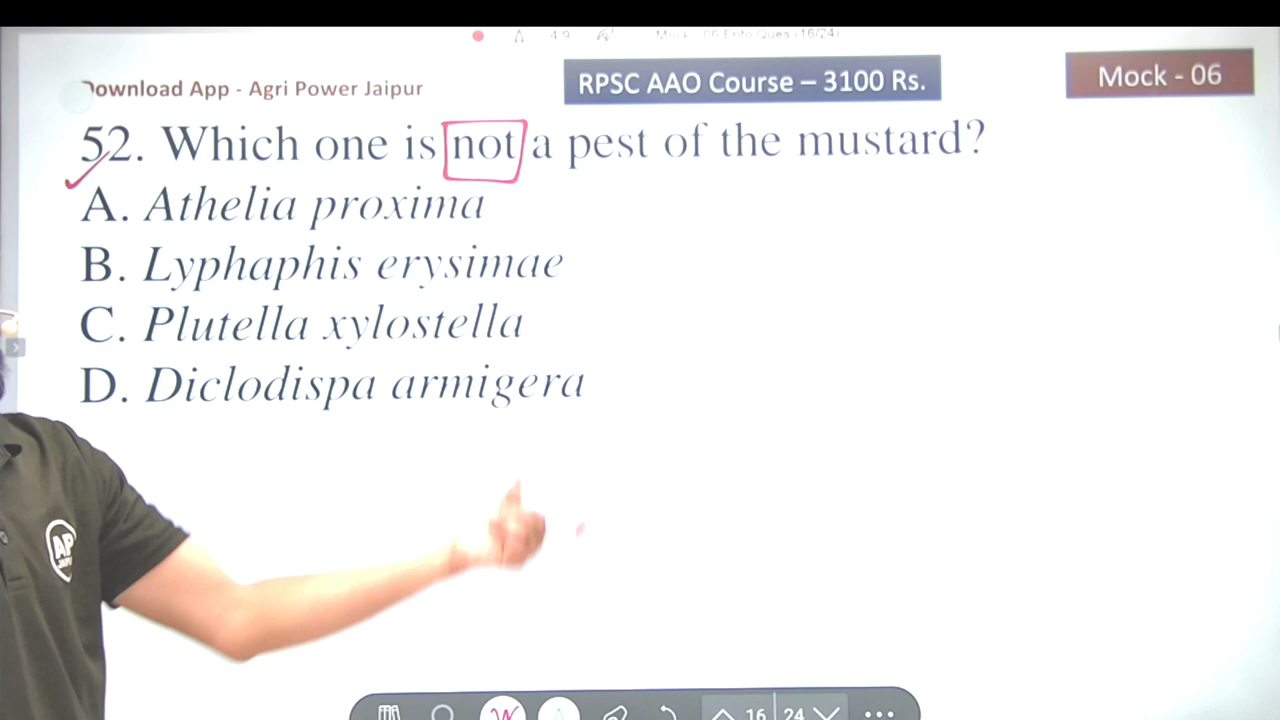 Download App - Agri Power Jaipur
RPSC AAO Course – 3100 Rs.
Mock - 06
52. Which one is not a pest of the mustard?
A. Athelia proxima
B. Lyphaphis erysimae
C. Plutella xylostella
D. Diclodispa armigera
AP
16 24